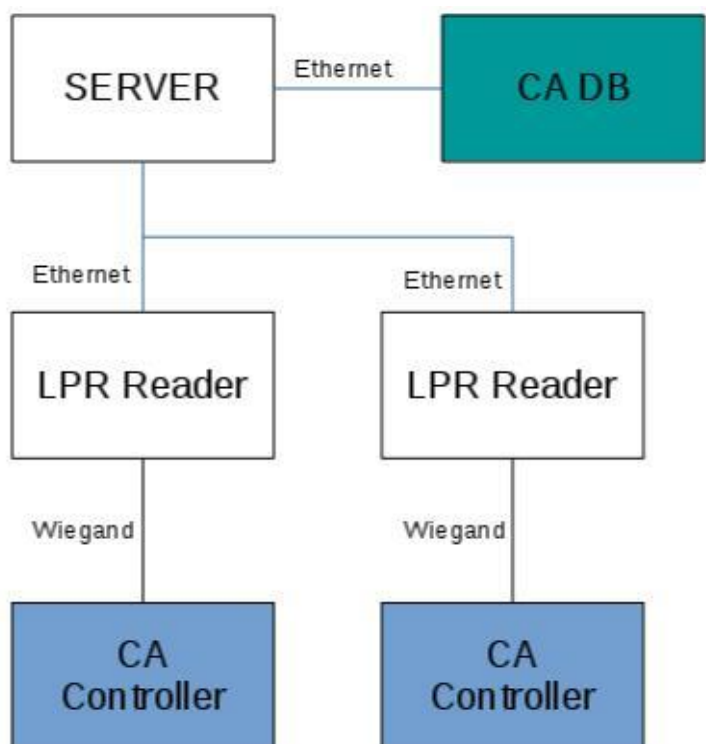 SERVER
Ethernet
CA DB
Ethernet
Ethernet
LPR Reader
LPR Reader
Wiegand
Wiegand
CA
Controller
CA
Controller